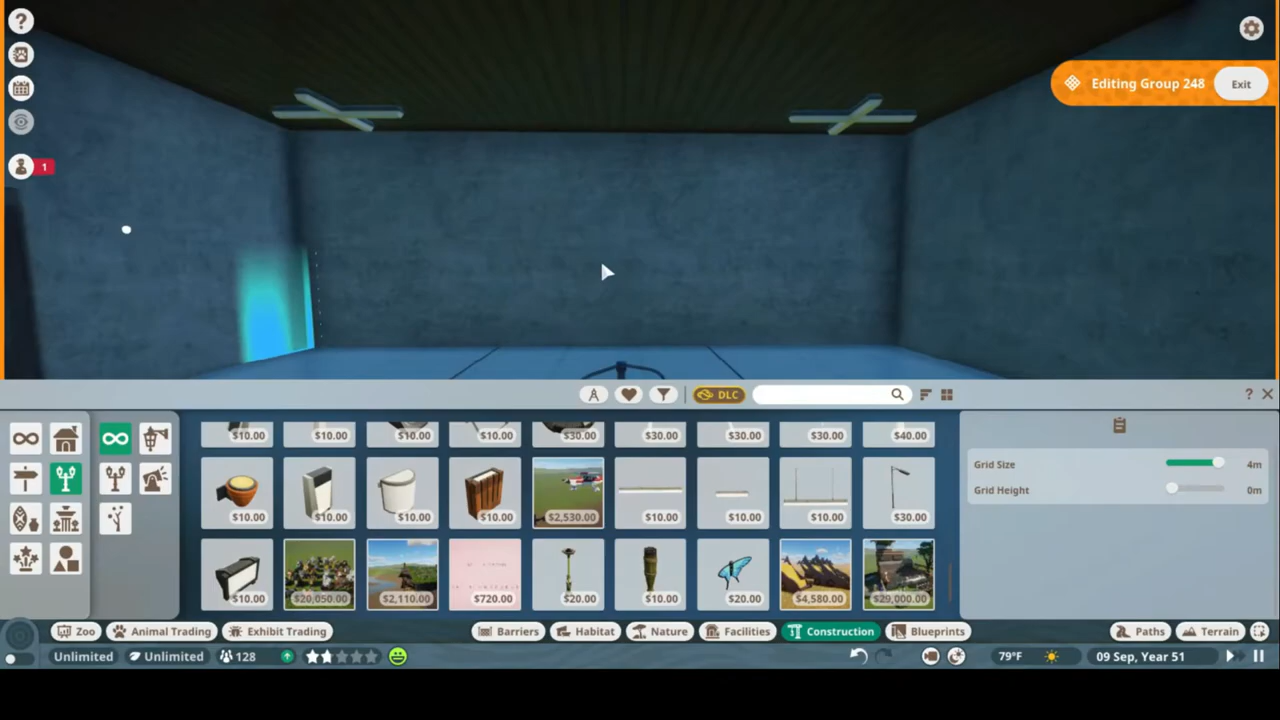 ?
Editing Group 248
Exit
1
DLC
?
$10.00 $10.00 $10.00 $10.00 $30.00 $30.00 $30.00 $30.00 $40.00
Grid Size 4m
Grid Height 0m
$10.00 $10.00 $10.00 $10.00 $2,530.00 $10.00 $10.00 $10.00 $30.00
$10.00 $20,050.00 $2,110.00 $720.00 $20.00 $10.00 $20.00 $4,580.00 $29,000.00
Zoo Animal Trading Exhibit Trading Barriers Habitat Nature Facilities Construction Blueprints Paths Terrain
Unlimited Unlimited 128 79°F 09 Sep, Year 51